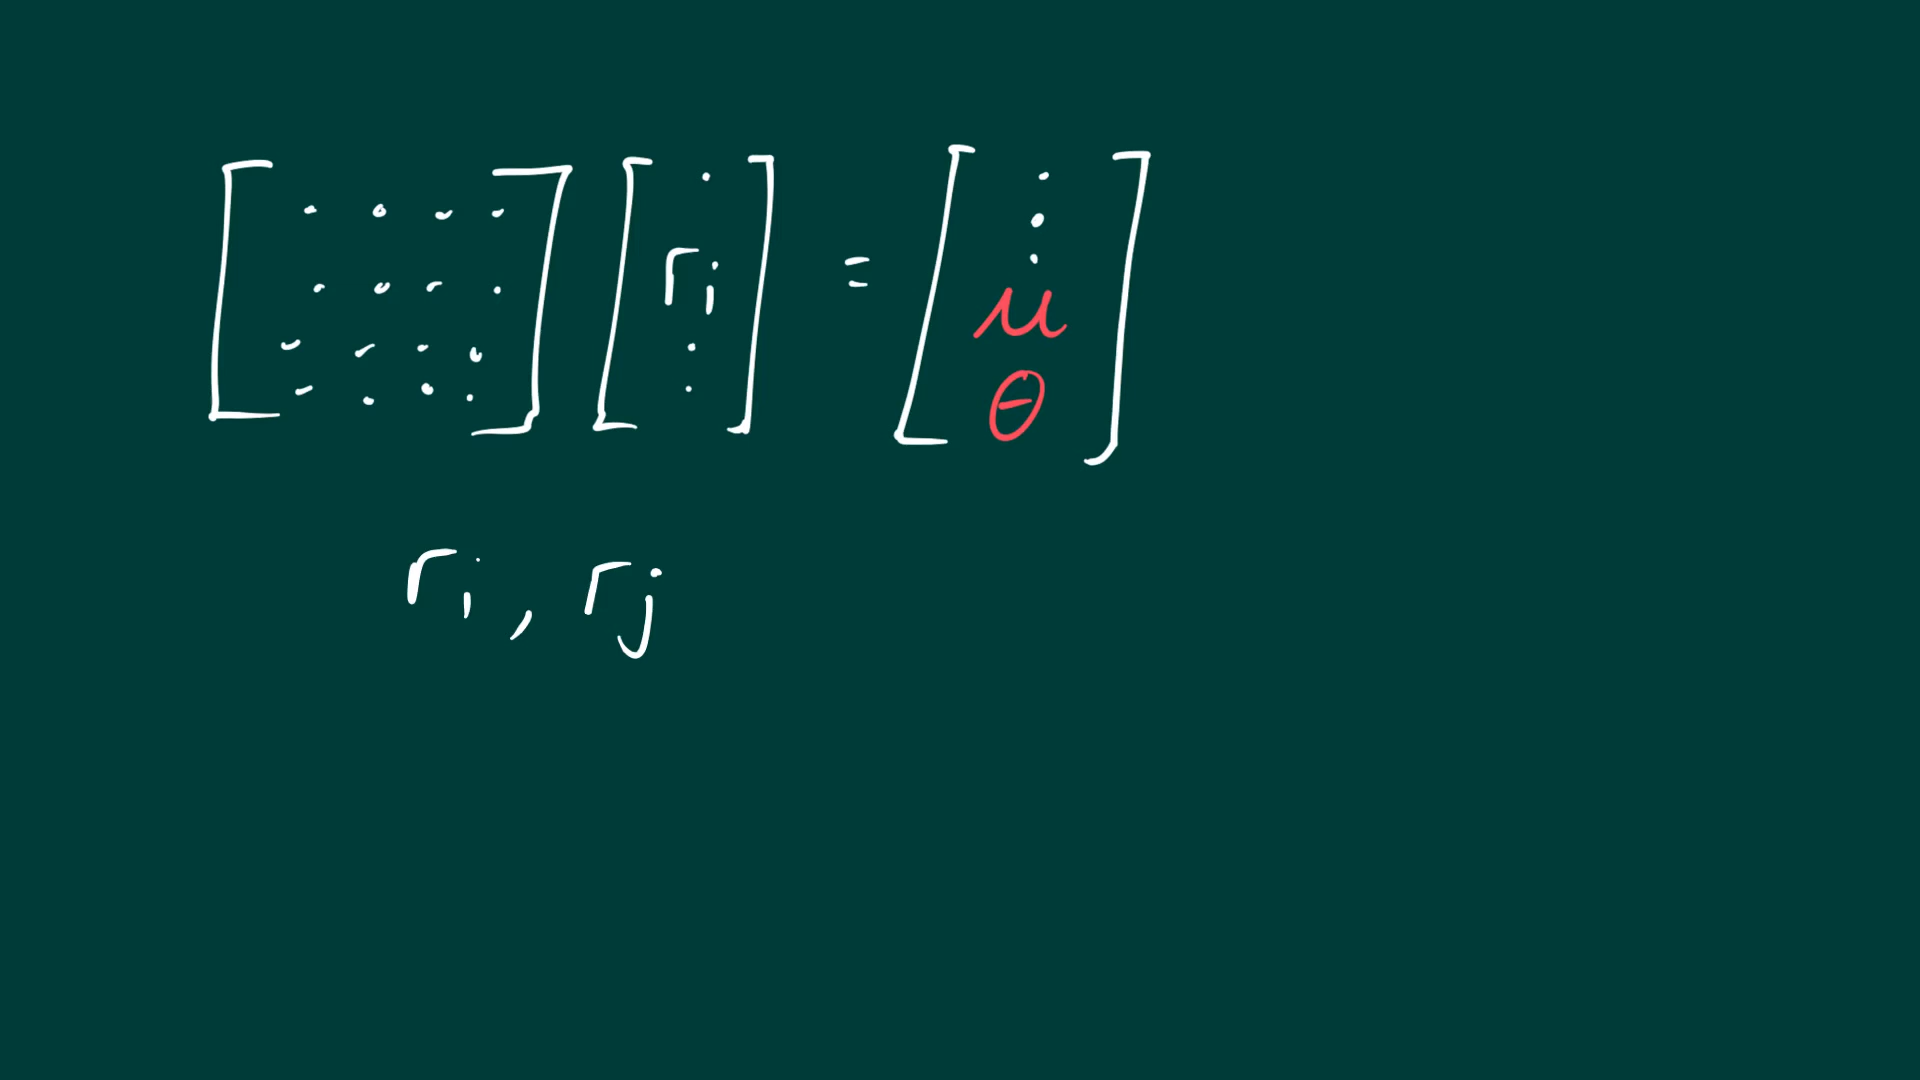 [ . . . . ] [ . ] = [ . ]
[ . . . . ] [ rᵢ ] [ . ]
[ . . . . ] [ . ] [ . ]
[ . . . . ] [ . ] [ μ ]
[ θ ]
rᵢ, rⱼ